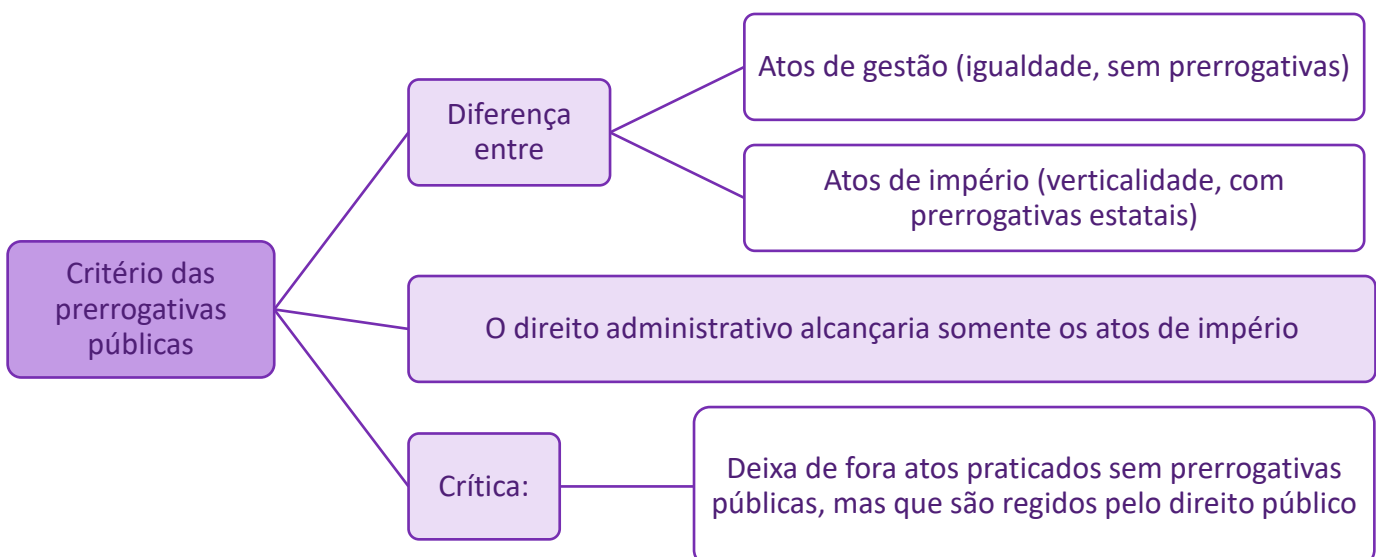 Critério das
prerrogativas
públicas
Diferença
entre
Atos de gestão (igualdade, sem prerrogativas)
Atos de império (verticalidade, com
prerrogativas estatais)
O direito administrativo alcançaria somente os atos de império
Crítica:
Deixa de fora atos praticados sem prerrogativas
públicas, mas que são regidos pelo direito público